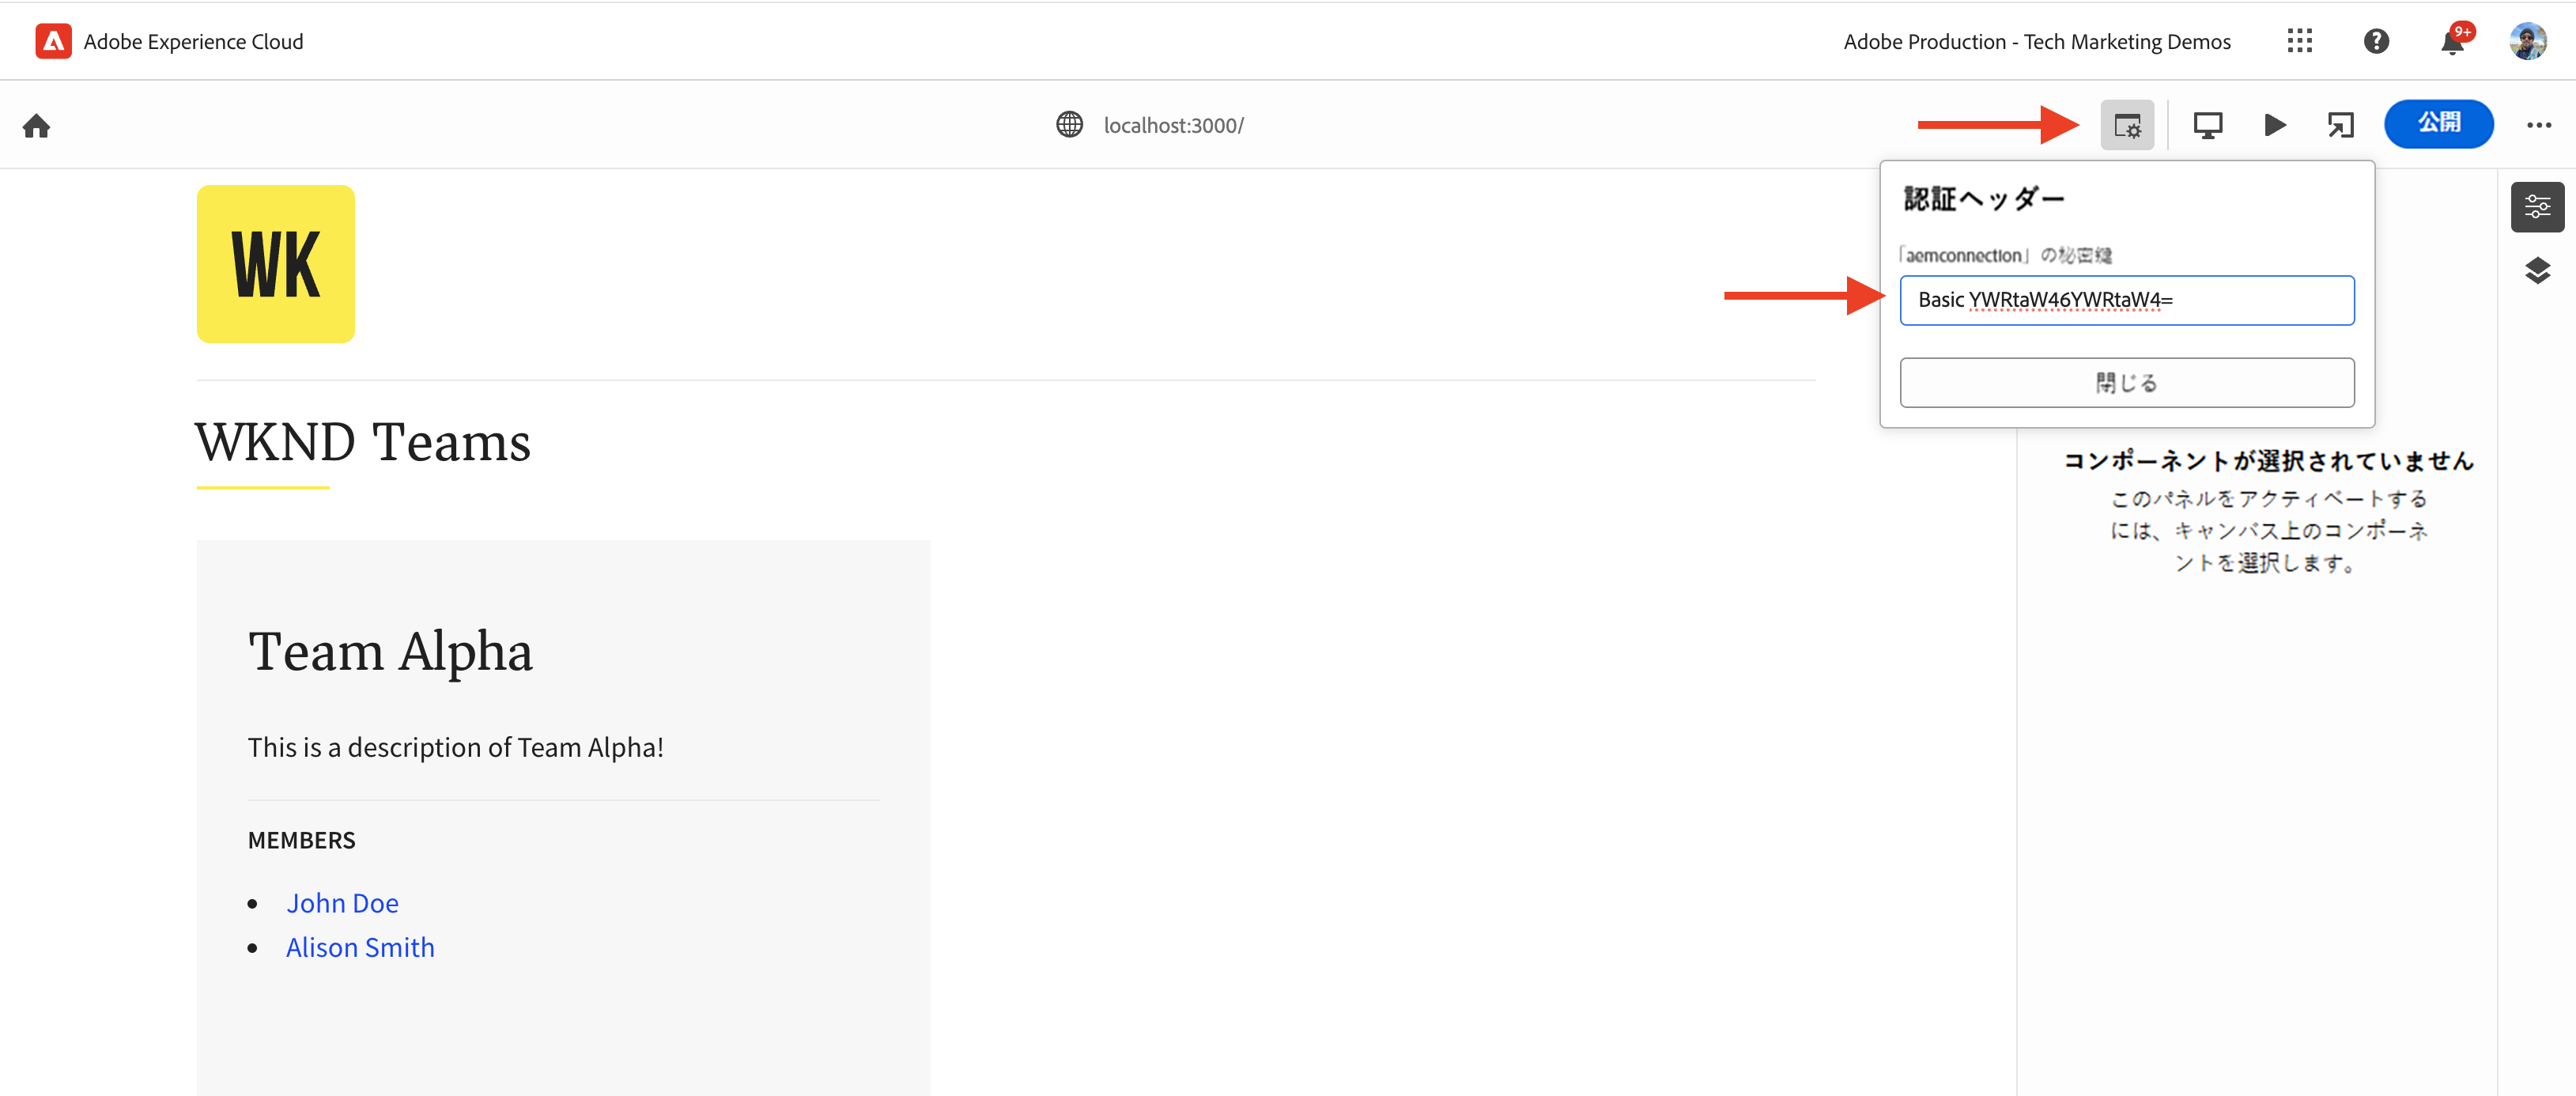 Adobe Experience Cloud
Adobe Production - Tech Marketing Demos
9+
localhost:3000/
公開
認証ヘッダー
「aemconnection」の秘密鍵
Basic YWRtaW46YWRtaW4=
閉じる
WK
WKND Teams
Team Alpha
This is a description of Team Alpha!
MEMBERS
John Doe
Alison Smith
コンポーネントが選択されていません
このパネルをアクティベートする
には、キャンバス上のコンポーネ
ントを選択します。